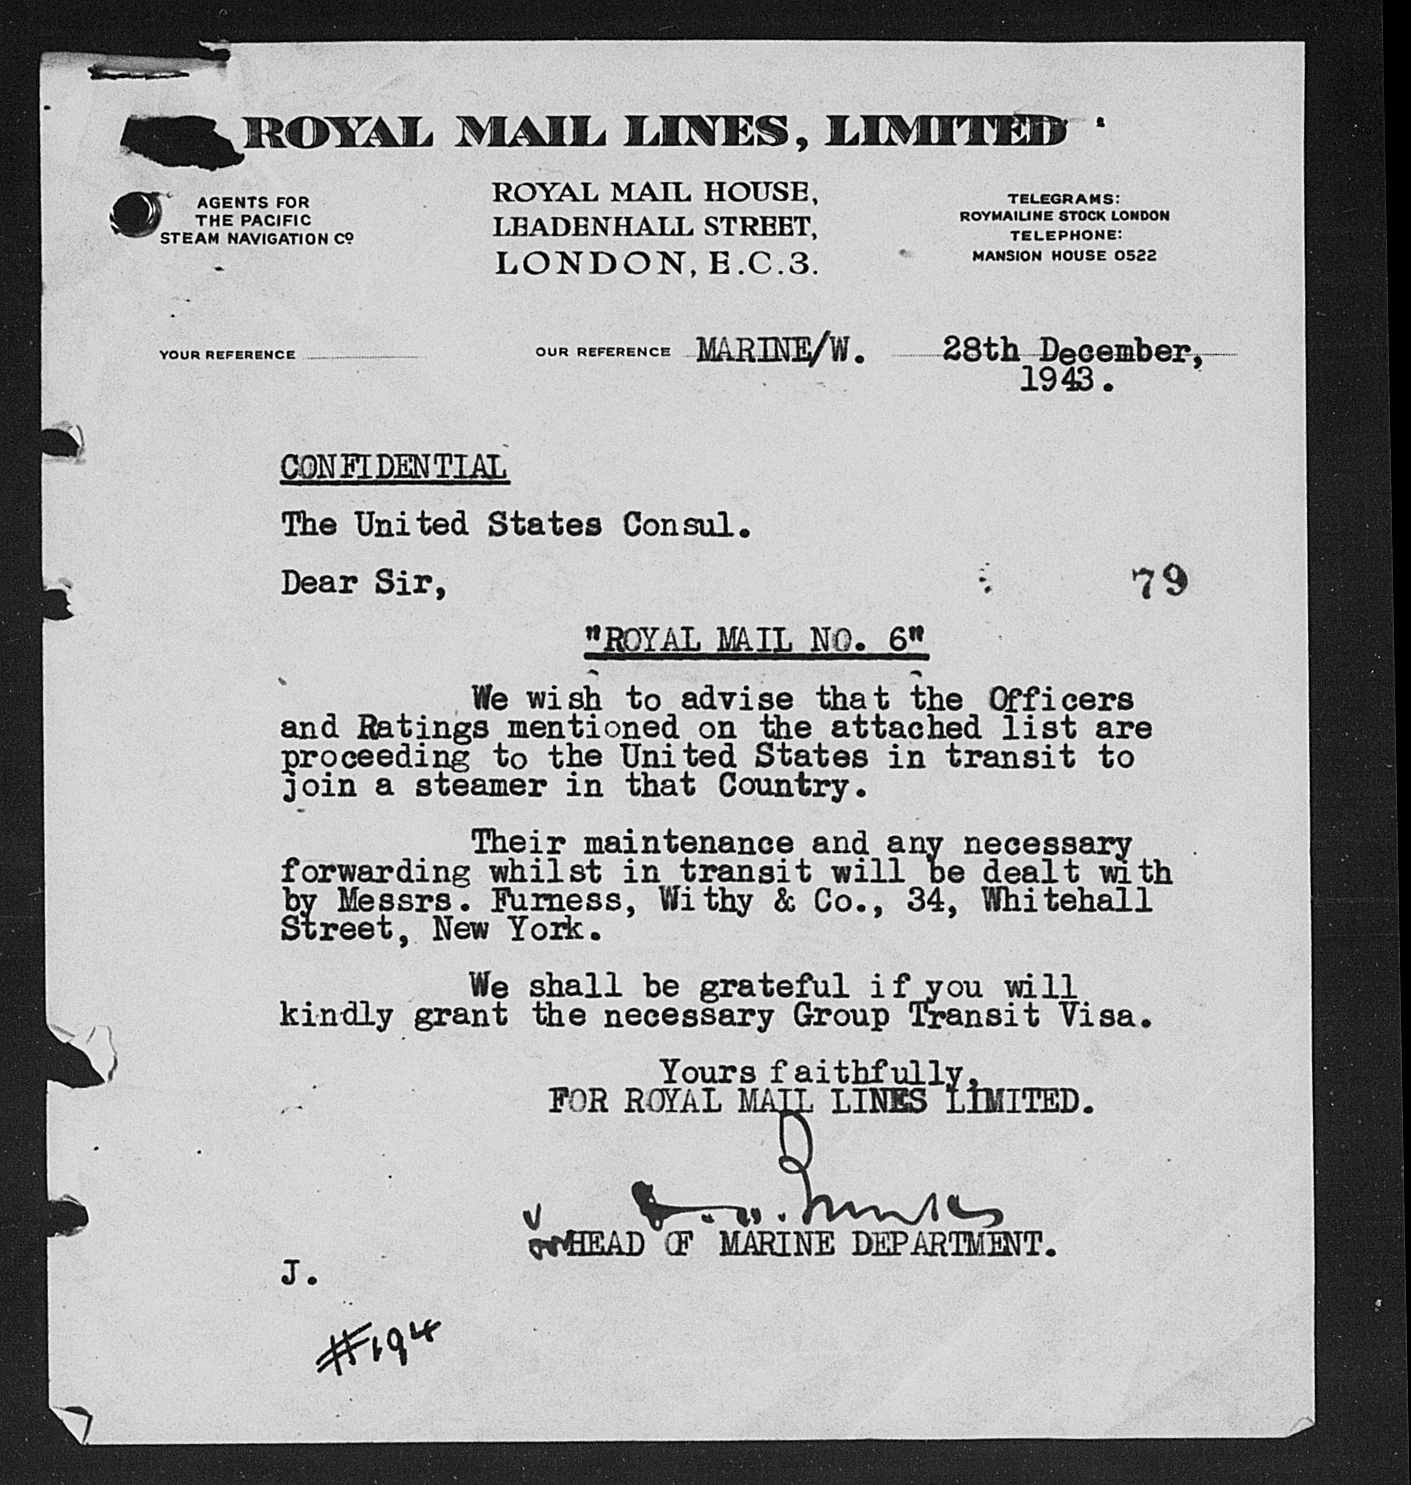 ROYAL MAIL LINES, LIMITED
AGENTS FOR
THE PACIFIC
STEAM NAVIGATION Cº
ROYAL MAIL HOUSE,
LEADENHALL STREET,
LONDON, E.C.3.
TELEGRAMS:
ROYMAILINE STOCK LONDON
TELEPHONE:
MANSION HOUSE 0522
YOUR REFERENCE
OUR REFERENCE MARINE/W.
28th December,
1943.
CONFIDENTIAL
The United States Consul.
Dear Sir,
79
"ROYAL MAIL NO. 6"
We wish to advise that the Officers
and Ratings mentioned on the attached list are
proceeding to the United States in transit to
join a steamer in that Country.
Their maintenance and any necessary
forwarding whilst in transit will be dealt with
by Messrs. Furness, Withy & Co., 34, Whitehall
Street, New York.
We shall be grateful if you will
kindly grant the necessary Group Transit Visa.
Yours faithfully,
FOR ROYAL MAIL LINES LIMITED.
for HEAD OF MARINE DEPARTMENT.
J.
#194